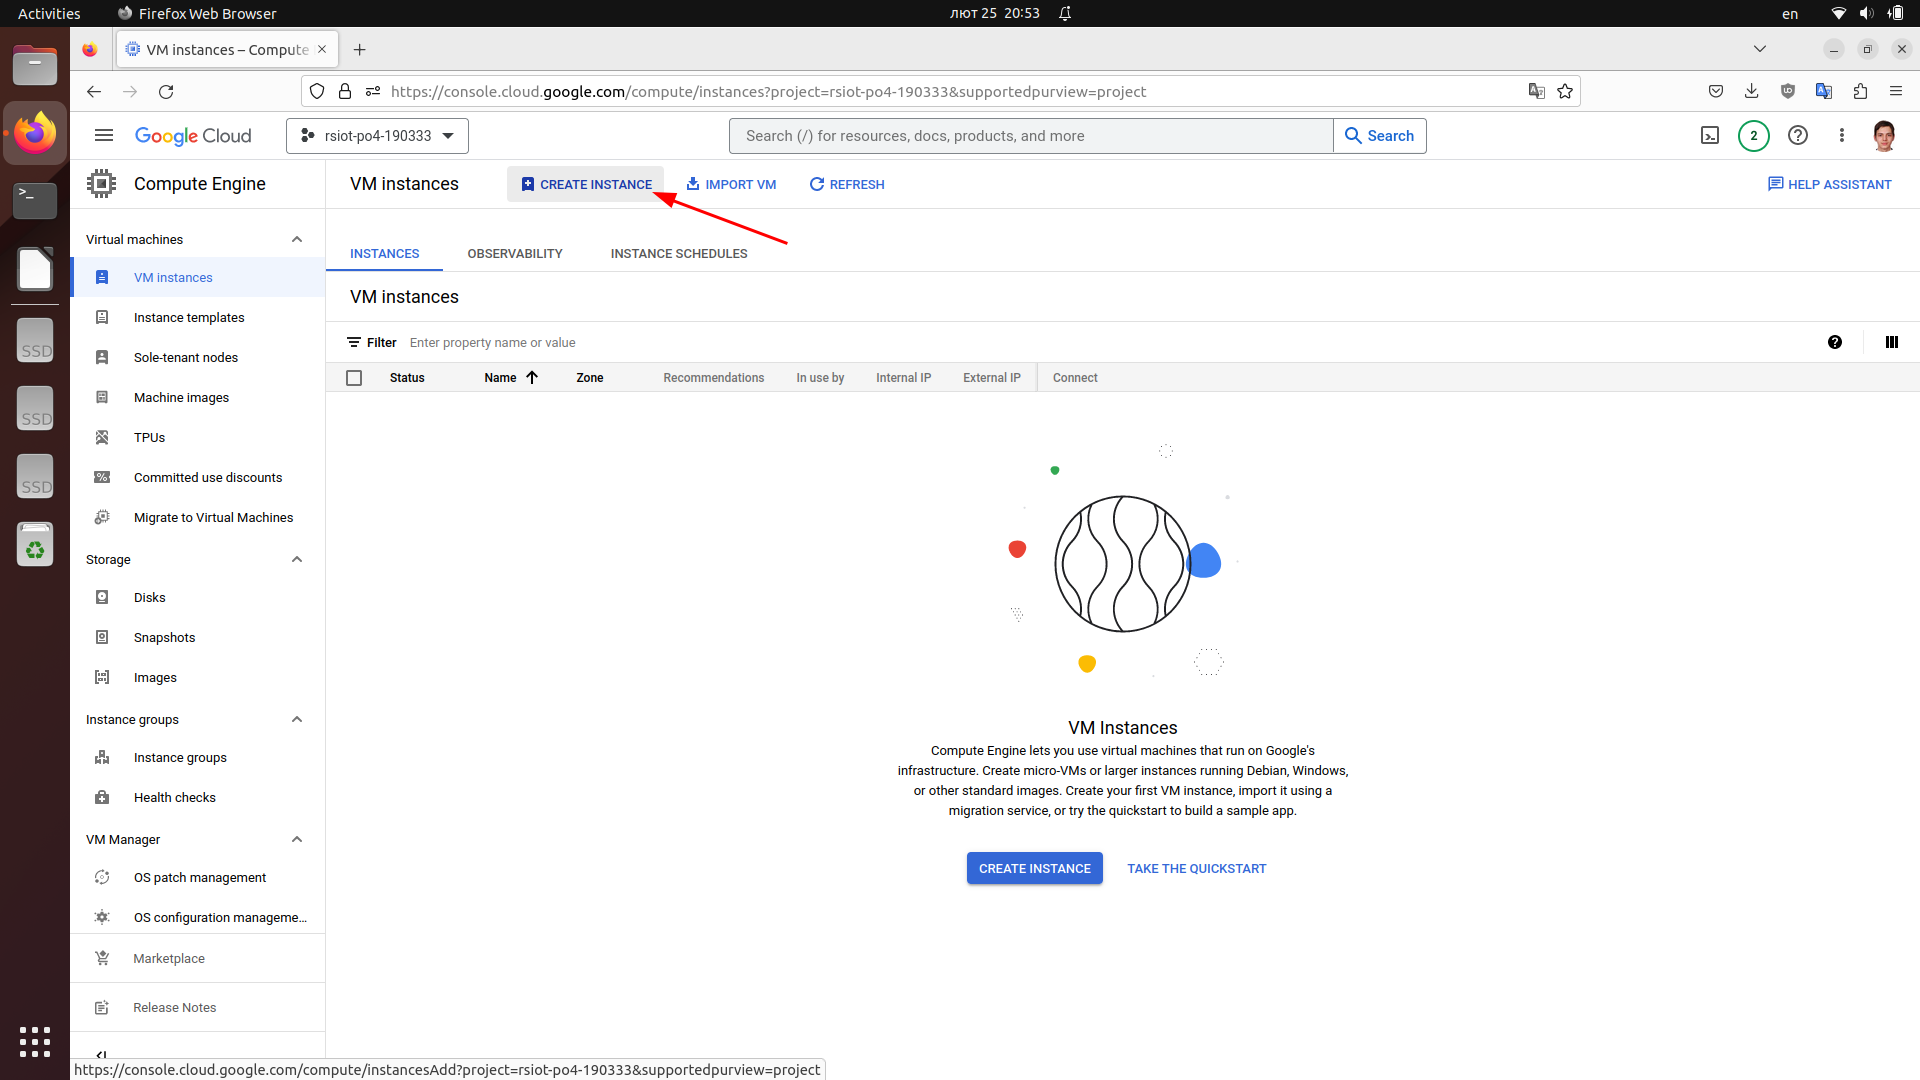 Activities
Firefox Web Browser
лют 25 20:53
en
VM instances – Compute
https://console.cloud.google.com/compute/instances?project=rsiot-po4-190333&supportedpurview=project
Google Cloud
rsiot-po4-190333
Search (/) for resources, docs, products, and more
Search
2
Compute Engine
VM instances
CREATE INSTANCE
IMPORT VM
REFRESH
HELP ASSISTANT
Virtual machines
VM instances
Instance templates
Sole-tenant nodes
Machine images
TPUs
Committed use discounts
Migrate to Virtual Machines
Storage
Disks
Snapshots
Images
Instance groups
Instance groups
Health checks
VM Manager
OS patch management
OS configuration manageme...
Marketplace
Release Notes
INSTANCES
OBSERVABILITY
INSTANCE SCHEDULES
VM instances
Filter
Enter property name or value
Status
Name
Zone
Recommendations
In use by
Internal IP
External IP
Connect
VM Instances
Compute Engine lets you use virtual machines that run on Google's
infrastructure. Create micro-VMs or larger instances running Debian, Windows,
or other standard images. Create your first VM instance, import it using a
migration service, or try the quickstart to build a sample app.
CREATE INSTANCE
TAKE THE QUICKSTART
SSD
SSD
SSD
https://console.cloud.google.com/compute/instancesAdd?project=rsiot-po4-190333&supportedpurview=project